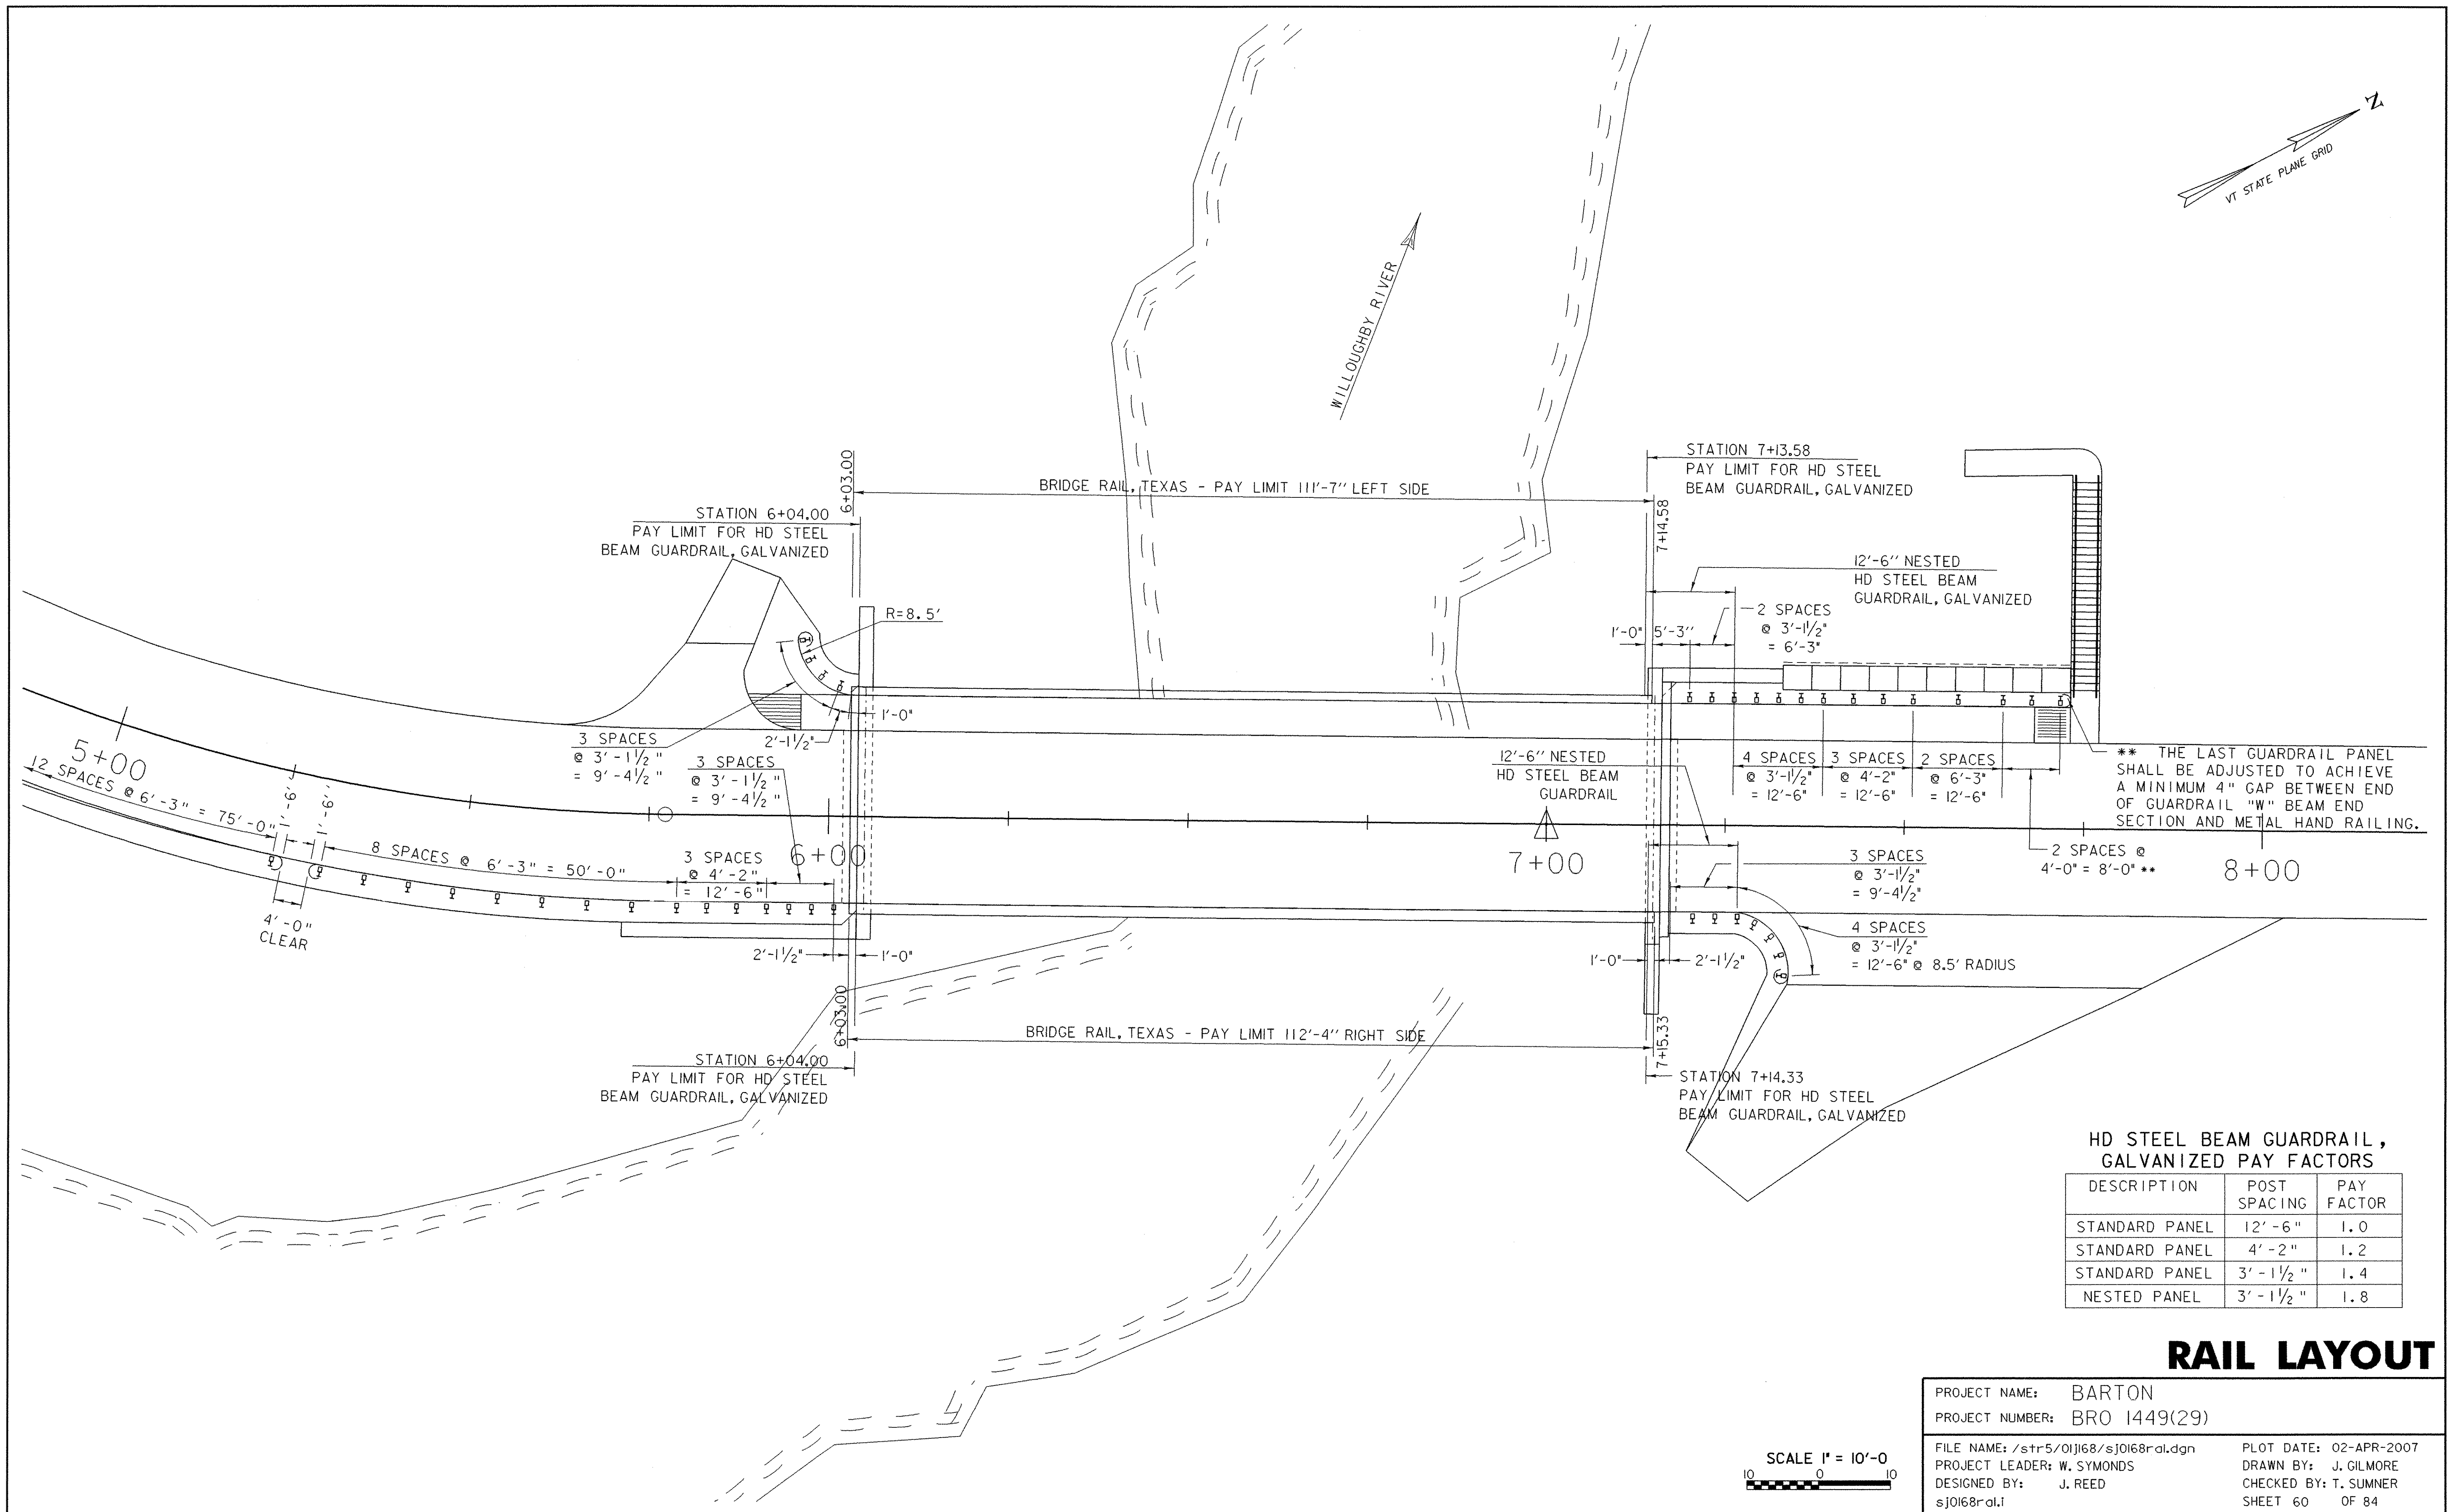 N
VT STATE PLANE GRID
WILLOUGHBY RIVER
6+03.00
BRIDGE RAIL, TEXAS - PAY LIMIT 111'-7" LEFT SIDE
STATION 7+13.58
PAY LIMIT FOR HD STEEL
BEAM GUARDRAIL, GALVANIZED
STATION 6+04.00
PAY LIMIT FOR HD STEEL
BEAM GUARDRAIL, GALVANIZED
7+14.58
12'-6" NESTED
HD STEEL BEAM
GUARDRAIL, GALVANIZED
R=8.5'
1'-0" 5'-3"
2 SPACES
@ 3'-1½"
= 6'-3"
1'-0"
2'-1½"
3 SPACES
@ 3'-1½"
= 9'-4½"
3 SPACES
@ 3'-1½"
= 9'-4½"
5+00
12 SPACES @ 6'-3" = 75'-0"
1'-6"
1'-6"
8 SPACES @ 6'-3" = 50'-0"
3 SPACES
@ 4'-2"
= 12'-6"
6+00
4'-0"
CLEAR
12'-6" NESTED
HD STEEL BEAM
GUARDRAIL
7+00
4 SPACES
@ 3'-1½"
= 12'-6"
3 SPACES
@ 4'-2"
= 12'-6"
2 SPACES
@ 6'-3"
= 12'-6"
** THE LAST GUARDRAIL PANEL
SHALL BE ADJUSTED TO ACHIEVE
A MINIMUM 4" GAP BETWEEN END
OF GUARDRAIL "W" BEAM END
SECTION AND METAL HAND RAILING.
2 SPACES @
4'-0" = 8'-0" **
8+00
3 SPACES
@ 3'-1½"
= 9'-4½"
4 SPACES
@ 3'-1½"
= 12'-6" @ 8.5' RADIUS
2'-1½"
1'-0"
1'-0"
2'-1½"
6+03.00
BRIDGE RAIL, TEXAS - PAY LIMIT 112'-4" RIGHT SIDE
7+15.33
STATION 6+04.00
PAY LIMIT FOR HD STEEL
BEAM GUARDRAIL, GALVANIZED
STATION 7+14.33
PAY LIMIT FOR HD STEEL
BEAM GUARDRAIL, GALVANIZED
HD STEEL BEAM GUARDRAIL,
GALVANIZED PAY FACTORS
DESCRIPTION POST SPACING PAY FACTOR
STANDARD PANEL 12'-6" 1.0
STANDARD PANEL 4'-2" 1.2
STANDARD PANEL 3'-1½" 1.4
NESTED PANEL 3'-1½" 1.8
RAIL LAYOUT
PROJECT NAME: BARTON
PROJECT NUMBER: BRO 1449(29)
FILE NAME: /str5/01j168/sj0168ral.dgn
PLOT DATE: 02-APR-2007
PROJECT LEADER: W. SYMONDS
DRAWN BY: J. GILMORE
DESIGNED BY: J. REED
CHECKED BY: T. SUMNER
sj0168ral.i
SHEET 60 OF 84
SCALE 1" = 10'-0
10 0 10